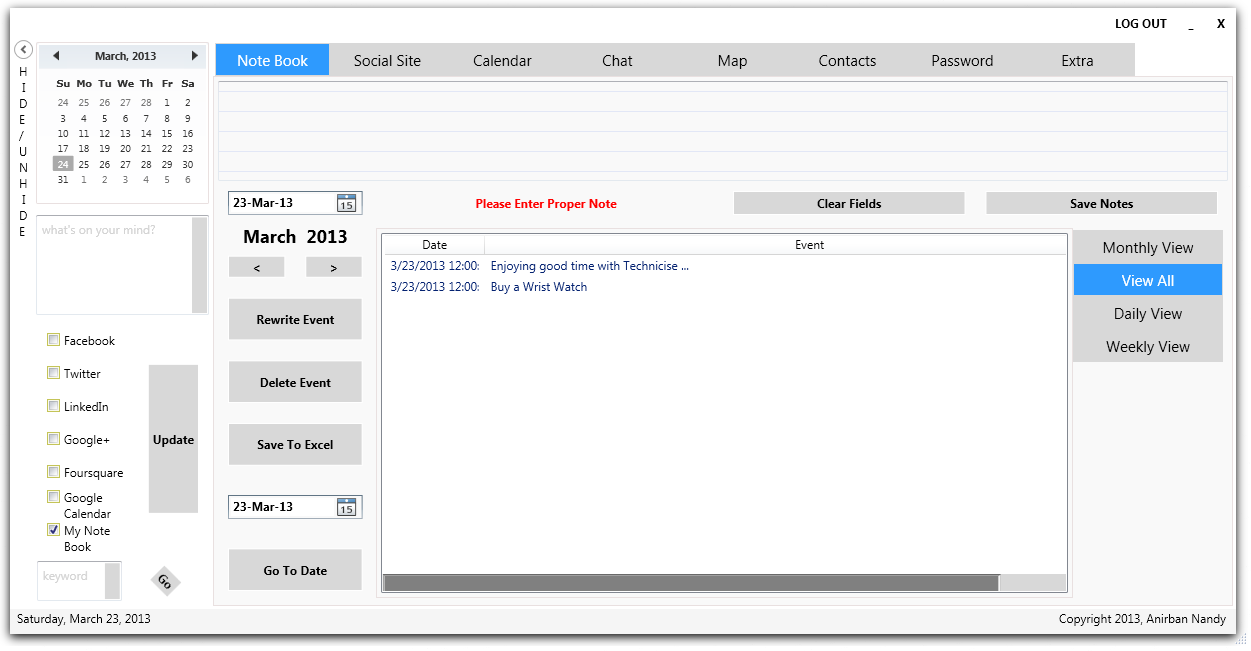 LOG OUT _ X
HIDE/UNHIDE
March, 2013
Su Mo Tu We Th Fr Sa
24 25 26 27 28 1 2
3 4 5 6 7 8 9
10 11 12 13 14 15 16
17 18 19 20 21 22 23
24 25 26 27 28 29 30
31 1 2 3 4 5 6
what's on your mind?
Facebook
Twitter
LinkedIn
Google+
Foursquare
Google
Calendar
My Note
Book
Update
keyword
Go
Note Book Social Site Calendar Chat Map Contacts Password Extra
23-Mar-13 15 Please Enter Proper Note Clear Fields Save Notes
March 2013
< >
Rewrite Event
Delete Event
Save To Excel
23-Mar-13 15
Go To Date
Date Event
3/23/2013 12:00: Enjoying good time with Technicise ...
3/23/2013 12:00: Buy a Wrist Watch
Monthly View
View All
Daily View
Weekly View
Saturday, March 23, 2013
Copyright 2013, Anirban Nandy